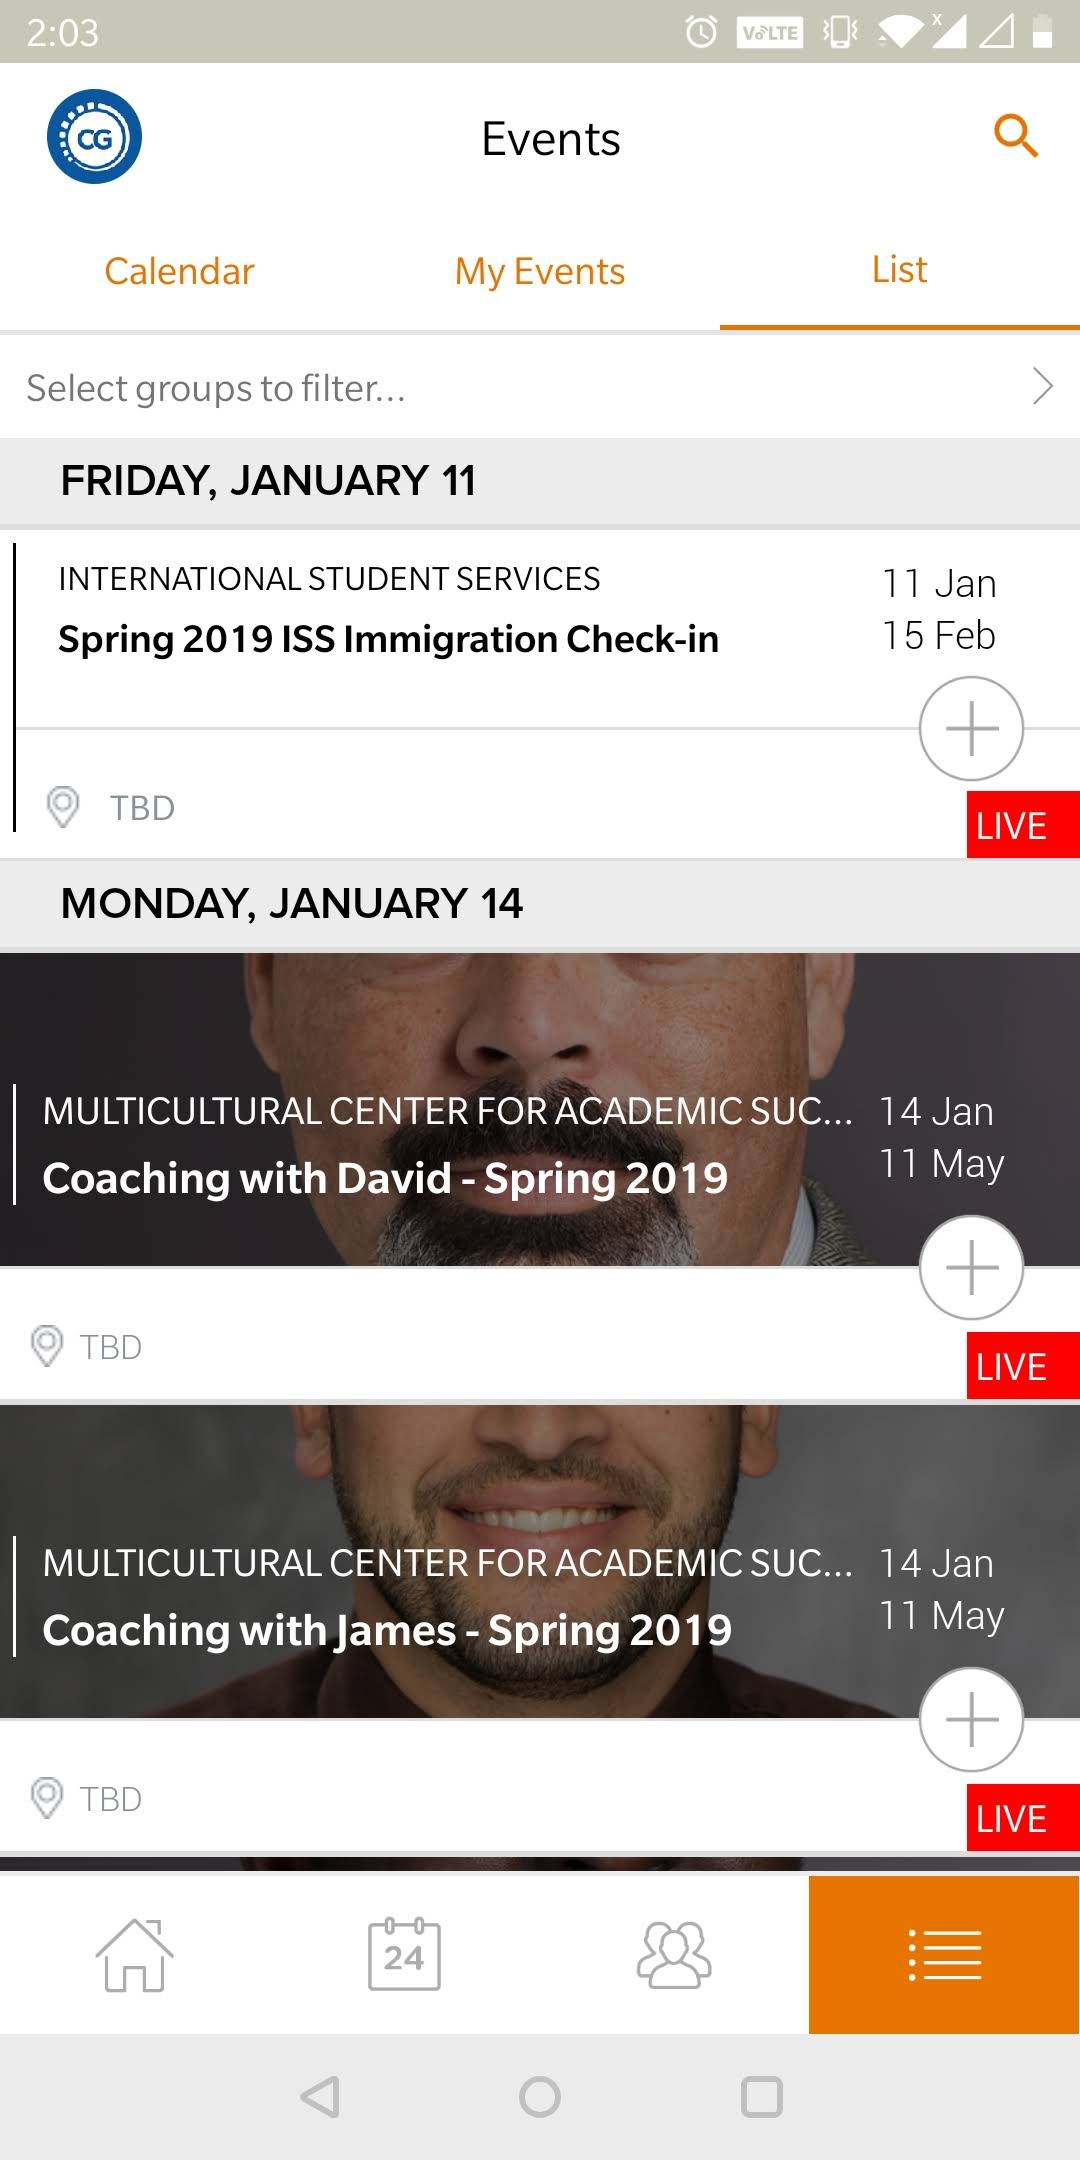 2:03
VoLTE
x
CG
Events
Calendar
My Events
List
Select groups to filter...
FRIDAY, JANUARY 11
INTERNATIONAL STUDENT SERVICES
11 Jan
Spring 2019 ISS Immigration Check-in
15 Feb
TBD
LIVE
MONDAY, JANUARY 14
MULTICULTURAL CENTER FOR ACADEMIC SUC...
14 Jan
Coaching with David - Spring 2019
11 May
TBD
LIVE
MULTICULTURAL CENTER FOR ACADEMIC SUC...
14 Jan
Coaching with James - Spring 2019
11 May
TBD
LIVE
24